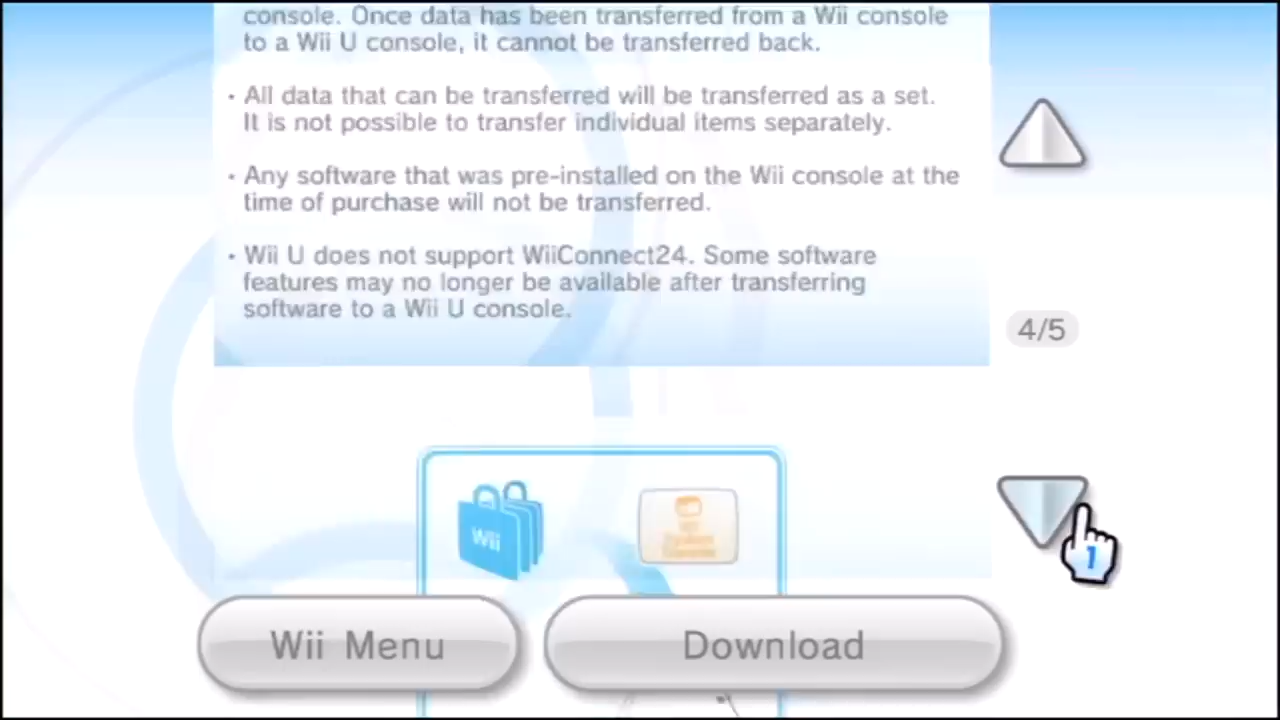 console. Once data has been transferred from a Wii console
to a Wii U console, it cannot be transferred back.
· All data that can be transferred will be transferred as a set.
It is not possible to transfer individual items separately.
· Any software that was pre-installed on the Wii console at the
time of purchase will not be transferred.
· Wii U does not support WiiConnect24. Some software
features may no longer be available after transferring
software to a Wii U console.
4/5
Wii
1
Wii Menu
Download